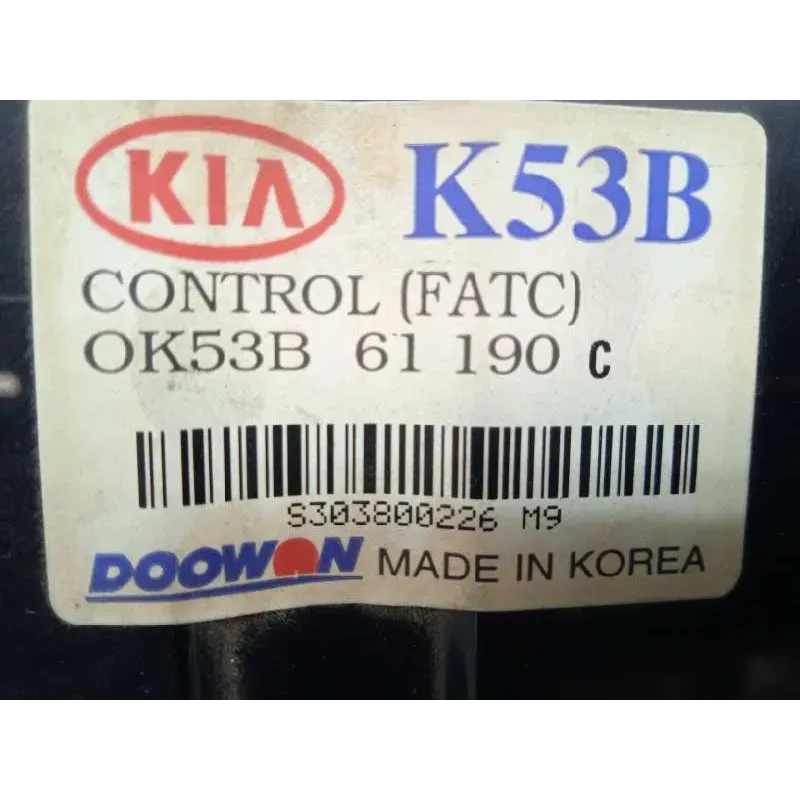 KIA K53B
CONTROL (FATC)
OK53B 61 190 C
S303800226 M9
DOOWON MADE IN KOREA